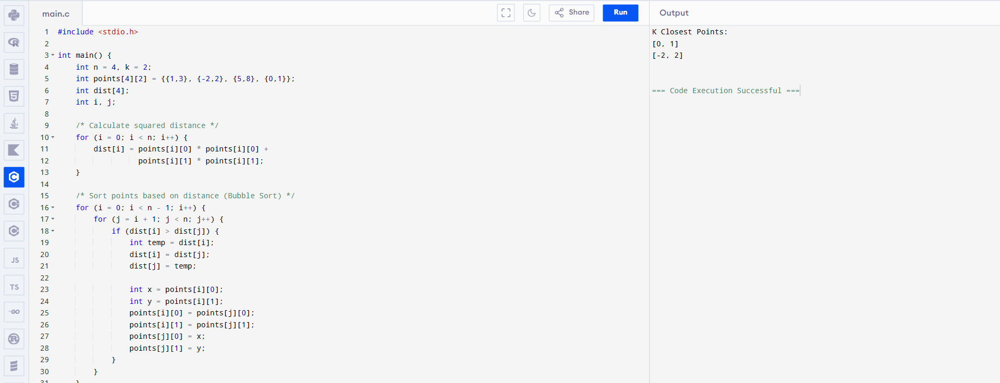 main.c
Share
Run
Output
1 #include <stdio.h>
2
3 int main() {
4     int n = 4, k = 2;
5     int points[4][2] = {{1,3}, {-2,2}, {5,8}, {0,1}};
6     int dist[4];
7     int i, j;
8
9     /* Calculate squared distance */
10     for (i = 0; i < n; i++) {
11         dist[i] = points[i][0] * points[i][0] +
12                   points[i][1] * points[i][1];
13     }
14
15     /* Sort points based on distance (Bubble Sort) */
16     for (i = 0; i < n - 1; i++) {
17         for (j = i + 1; j < n; j++) {
18             if (dist[i] > dist[j]) {
19                 int temp = dist[i];
20                 dist[i] = dist[j];
21                 dist[j] = temp;
22
23                 int x = points[i][0];
24                 int y = points[i][1];
25                 points[i][0] = points[j][0];
26                 points[i][1] = points[j][1];
27                 points[j][0] = x;
28                 points[j][1] = y;
29             }
30         }
31     }
K Closest Points:
[0, 1]
[-2, 2]
=== Code Execution Successful ===
JS
TS
GO